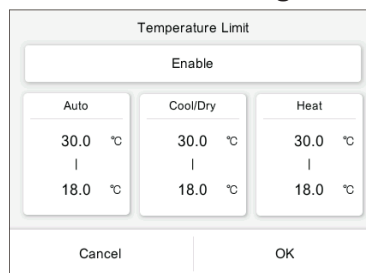 Temperature Limit
Enable
Auto Cool/Dry Heat
30.0 ℃ 30.0 ℃ 30.0 ℃
| | |
18.0 ℃ 18.0 ℃ 18.0 ℃
Cancel OK